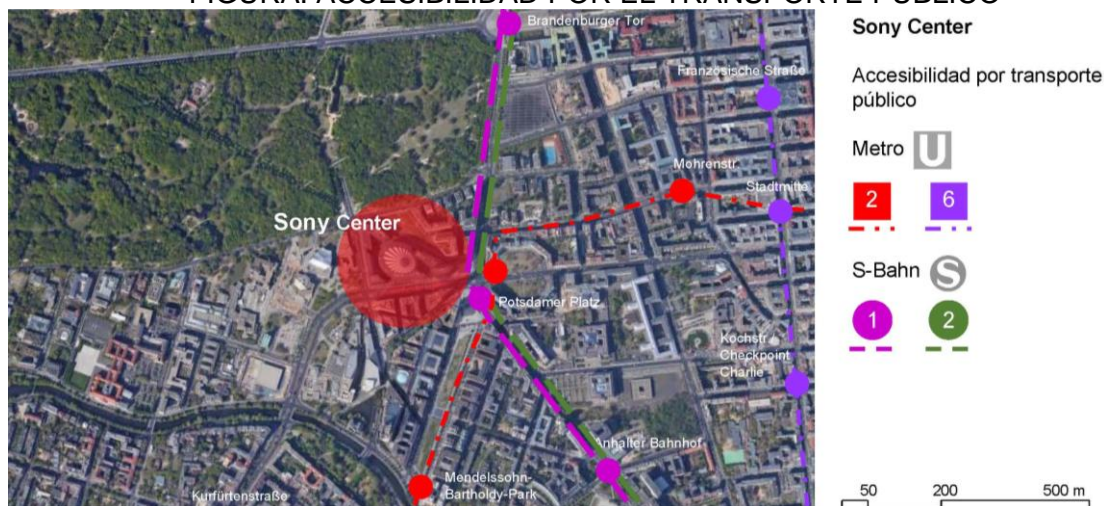 FIGURA: ACCESIBILIDAD POR EL TRANSPORTE PÚBLICO
Brandenburger Tor
Französische Straße
Mohrenstr
Stadtmitte
Sony Center
Potsdamer Platz
Kochstr
Checkpoint
Charlie
Anhalter Bahnhof
Mendelssohn-
Bartholdy-Park
Kurfürtenstraße
Sony Center
Accesibilidad por transporte
público
Metro U
2 6
S-Bahn S
1 2
50 200 500 m